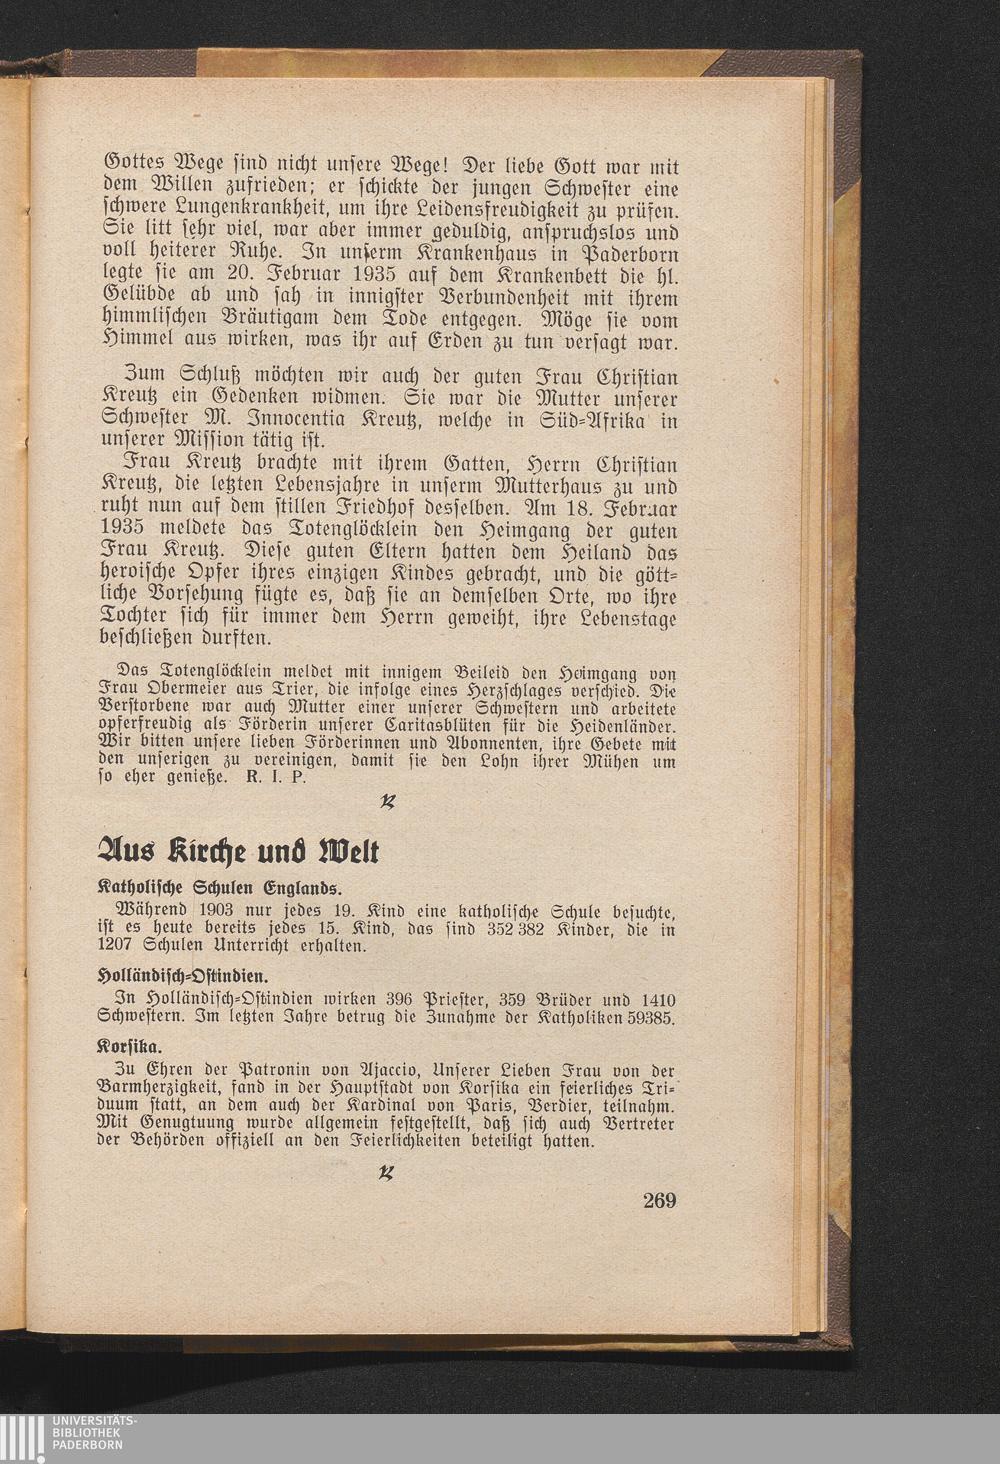 Gottes Wege sind nicht unsere Wege! Der liebe Gott war mit
dem Willen zufrieden; er schickte der jungen Schwester eine
schwere Lungenkrankheit, um ihre Leidensfreudigkeit zu prüfen.
Sie litt sehr viel, war aber immer geduldig, anspruchslos und
voll heiterer Ruhe. In unserm Krankenhaus in Paderborn
legte sie am 20. Februar 1935 auf dem Krankenbett die hl.
Gelübde ab und sah in innigster Verbundenheit mit ihrem
himmlischen Bräutigam dem Tode entgegen. Möge sie vom
Himmel aus wirken, was ihr auf Erden zu tun versagt war.
Zum Schluß möchten wir auch der guten Frau Christian
Kreutz ein Gedenken widmen. Sie war die Mutter unserer
Schwester M. Innocentia Kreutz, welche in Süd-Afrika in
unserer Mission tätig ist.
Frau Kreutz brachte mit ihrem Gatten, Herrn Christian
Kreutz, die letzten Lebensjahre in unserm Mutterhaus zu und
ruht nun auf dem stillen Friedhof desselben. Am 18. Februar
1935 meldete das Totenglöcklein den Heimgang der guten
Frau Kreutz. Diese guten Eltern hatten dem Heiland das
heroische Opfer ihres einzigen Kindes gebracht, und die gött-
liche Vorsehung fügte es, daß sie an demselben Orte, wo ihre
Tochter sich für immer dem Herrn geweiht, ihre Lebenstage
beschließen durften.
Das Totenglöcklein meldet mit innigem Beileid den Heimgang von
Frau Obermeier aus Trier, die infolge eines Herzschlages verschied. Die
Verstorbene war auch Mutter einer unserer Schwestern und arbeitete
opferfreudig als Förderin unserer Caritasblüten für die Heidenländer.
Wir bitten unsere lieben Förderinnen und Abonnenten, ihre Gebete mit
den unserigen zu vereinigen, damit sie den Lohn ihrer Mühen um
so eher genieße. R. I. P.
Aus Kirche und Welt
Katholische Schulen Englands.
Während 1903 nur jedes 19. Kind eine katholische Schule besuchte,
ist es heute bereits jedes 15. Kind, das sind 352 382 Kinder, die in
1207 Schulen Unterricht erhalten.
Holländisch-Ostindien.
In Holländisch-Ostindien wirken 396 Priester, 359 Brüder und 1410
Schwestern. Im letzten Jahre betrug die Zunahme der Katholiken 59385.
Korsika.
Zu Ehren der Patronin von Ajaccio, Unserer Lieben Frau von der
Barmherzigkeit, fand in der Hauptstadt von Korsika ein feierliches Tri-
duum statt, an dem auch der Kardinal von Paris, Verdier, teilnahm.
Mit Genugtuung wurde allgemein festgestellt, daß sich auch Vertreter
der Behörden offiziell an den Feierlichkeiten beteiligt hatten.
269
UNIVERSITÄTS-
BIBLIOTHEK
PADERBORN